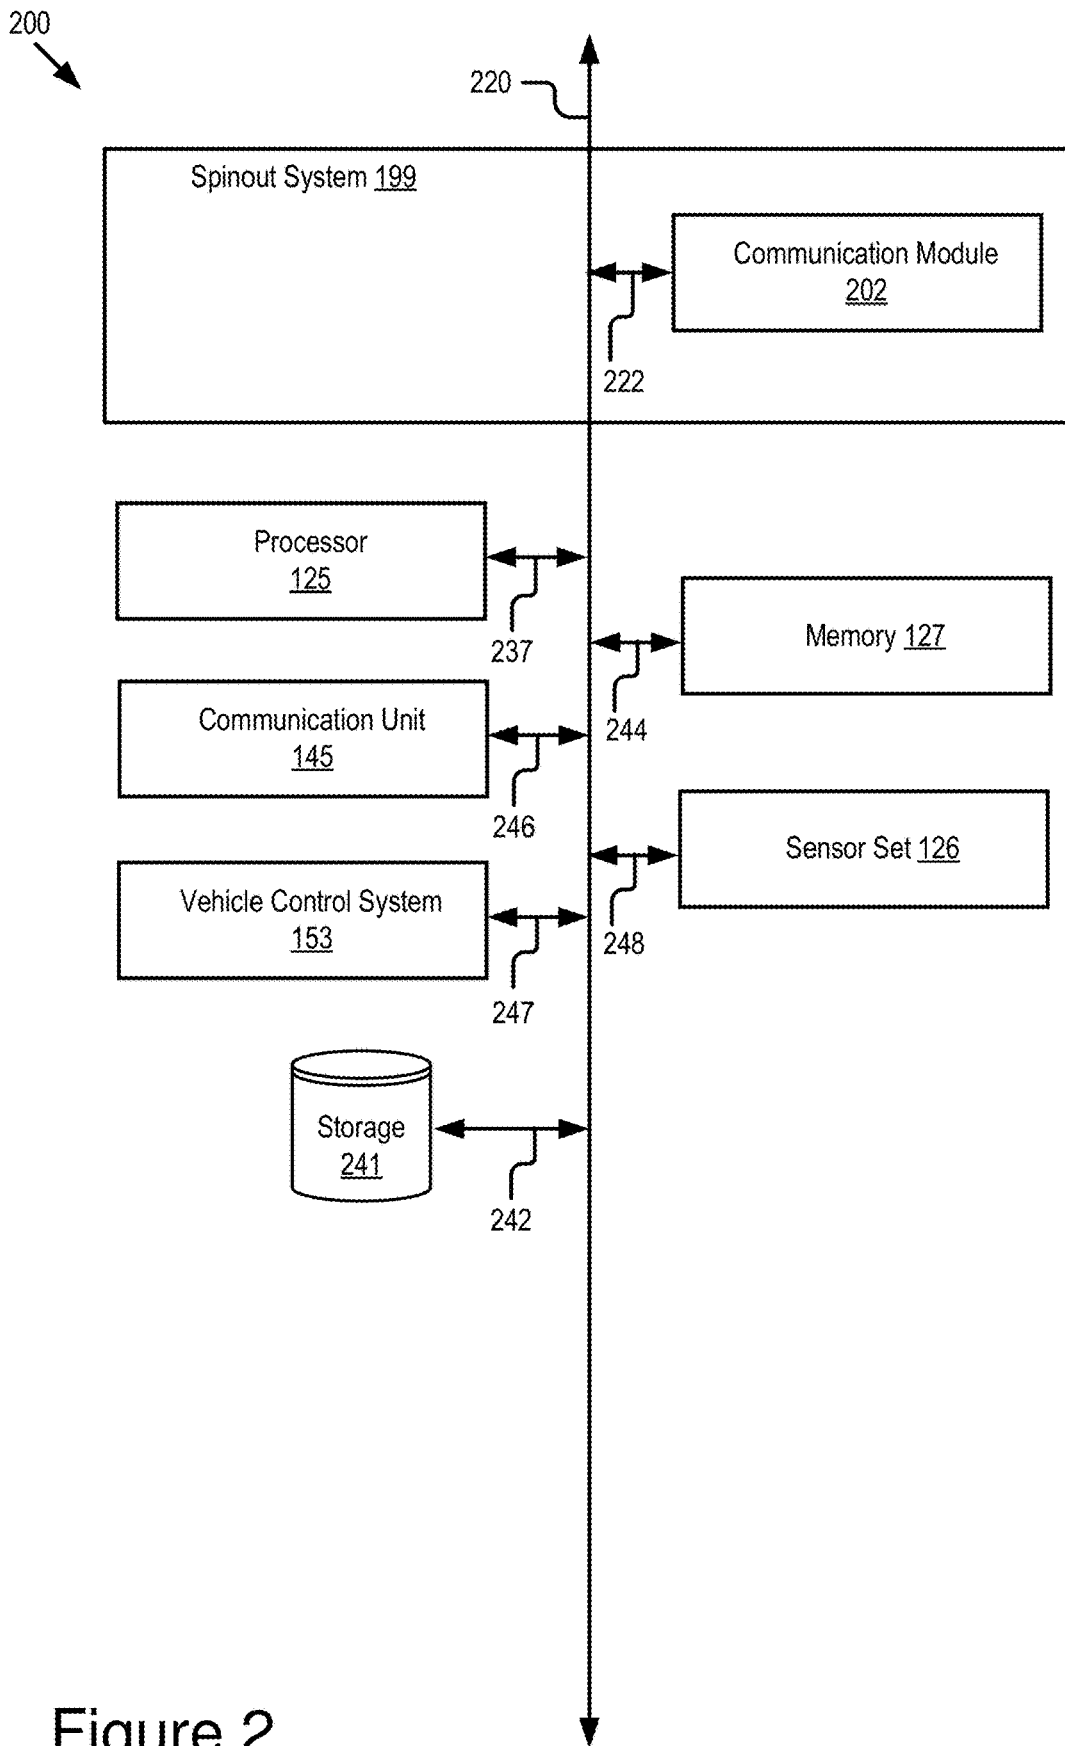 200
220
Spinout System 199
Communication Module
202
222
Processor
125
237
Memory 127
244
Communication Unit
145
246
Sensor Set 126
248
Vehicle Control System
153
247
Storage
241
242
Figure 2